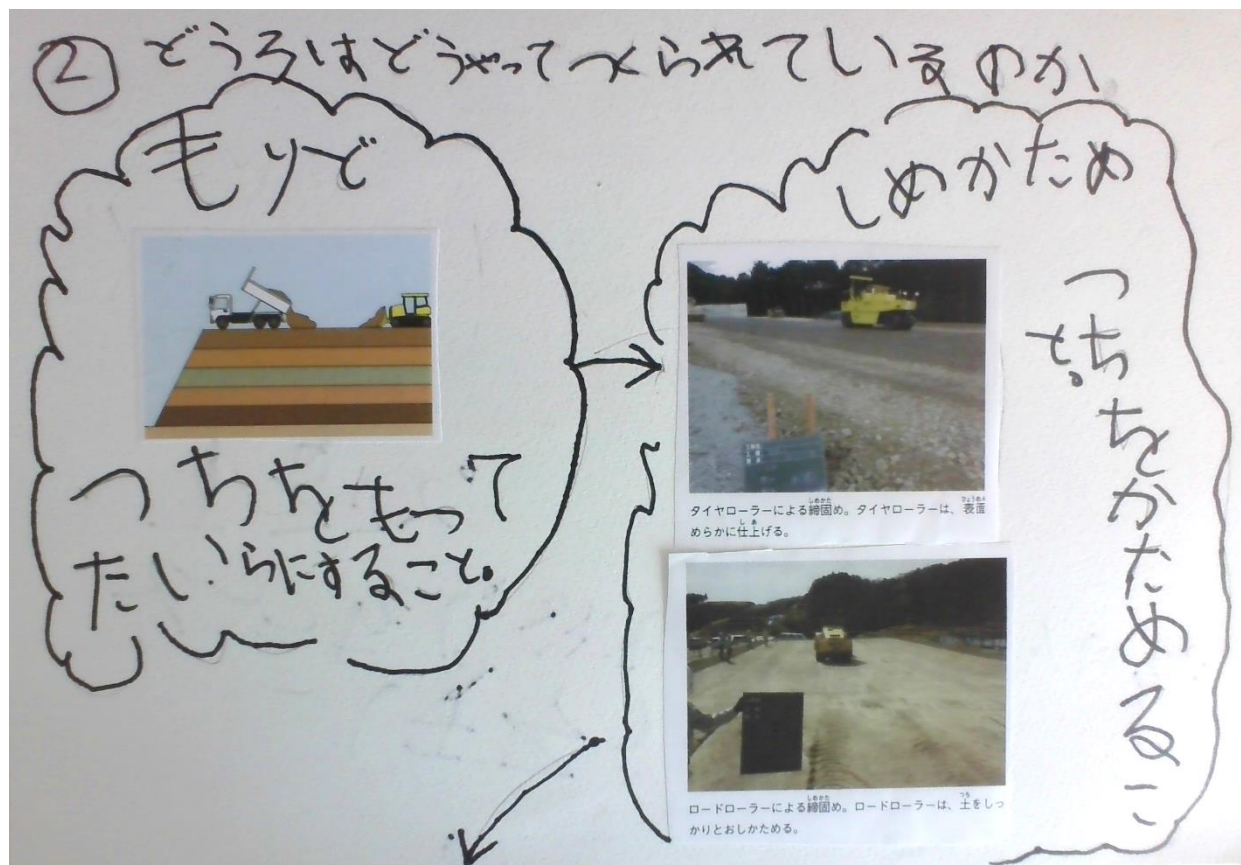 ② どうろはどうやってつくられているのか
もりど
つちをもって
たいらにすること。
しめかため
つちをかためるこ
と。
タイヤローラーによる締固め。タイヤローラーは、表面
めらかに仕上げる。
ロードローラーによる締固め。ロードローラーは、土をしっ
かりとおしかためる。